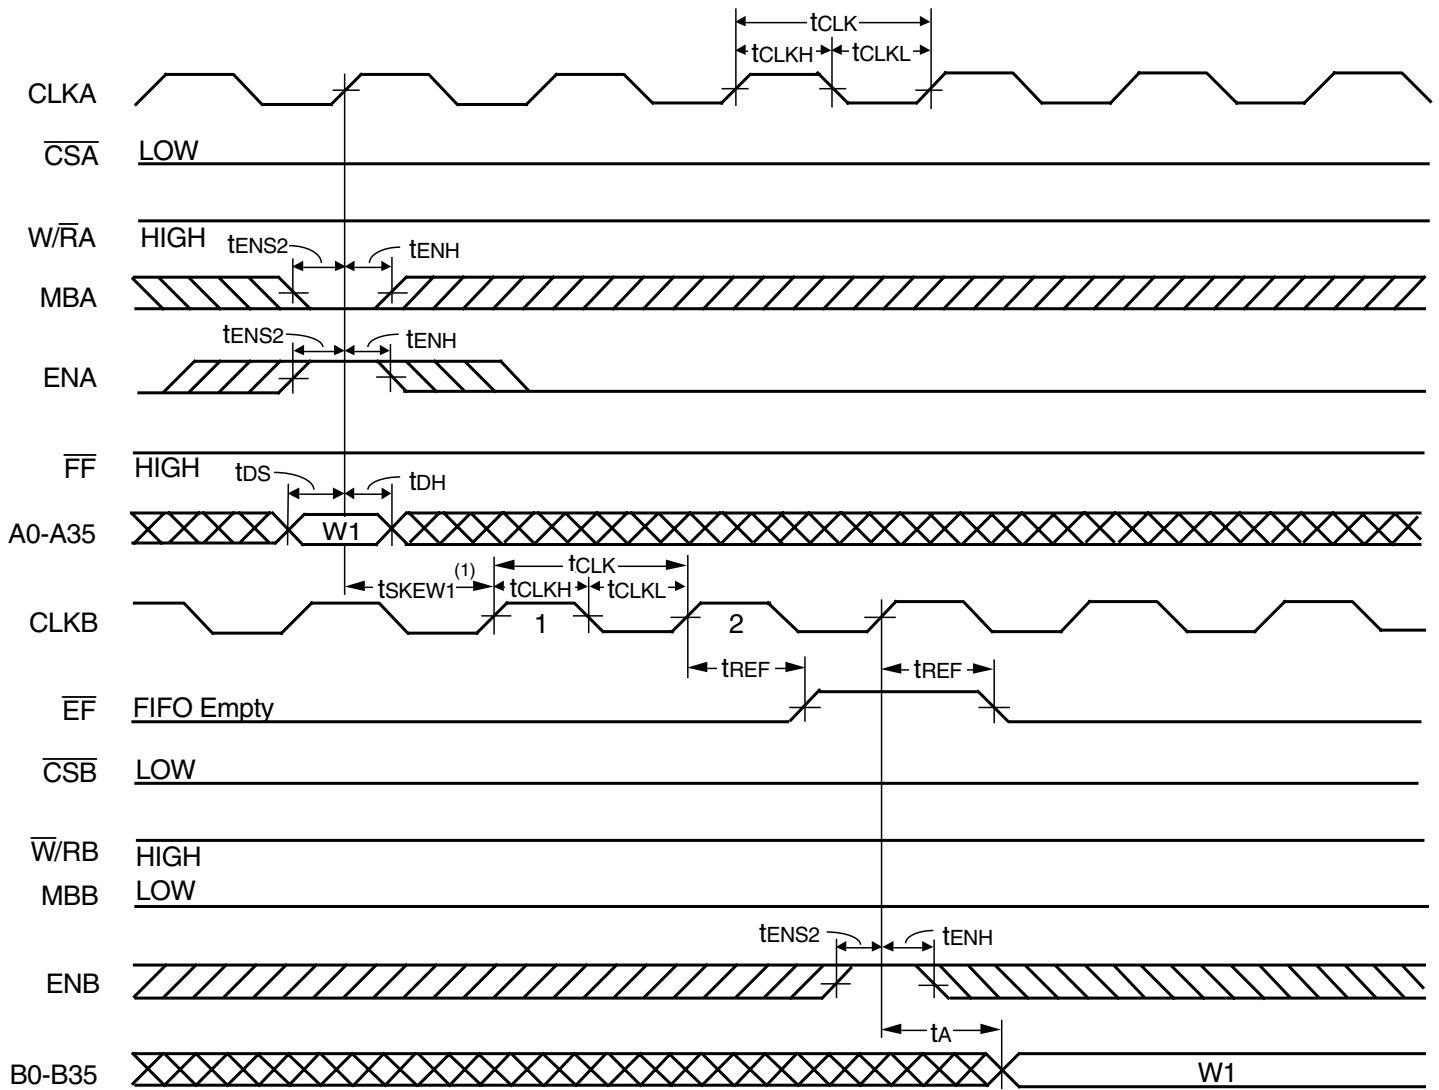 tCLK
tCLKH tCLKL
CLKA
CSA LOW
W/RA HIGH
tENS2 tENH
MBA
tENS2 tENH
ENA
FF HIGH
tDS tDH
A0-A35 W1
tSKEW1(1) tCLK
tCLKH tCLKL
CLKB 1 2
tREF tREF
EF FIFO Empty
CSB LOW
W/RB HIGH
MBB LOW
tENS2 tENH
ENB
tA
B0-B35 W1